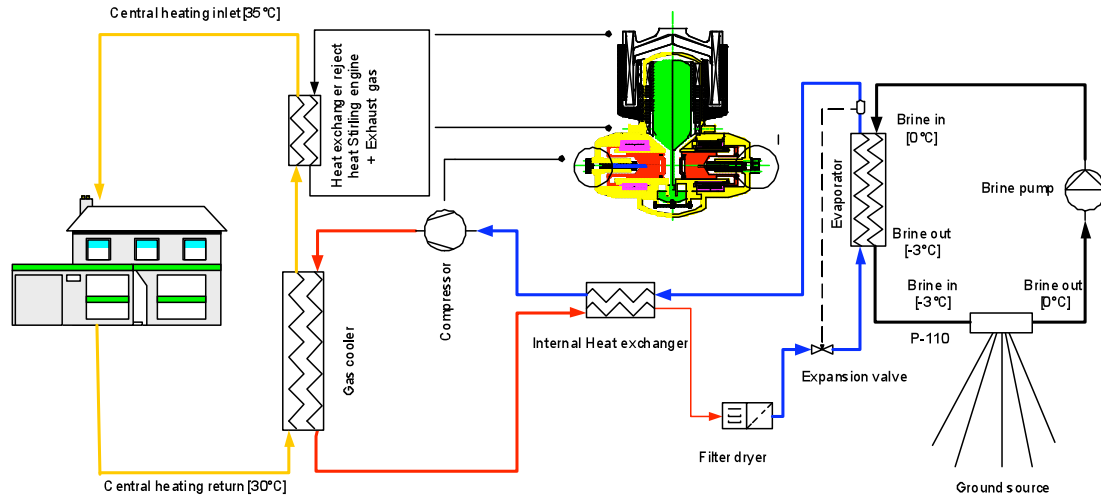 Central heating inlet [35°C]
Heat exchanger reject
heat Stirling engine
+ Exhaust gas
Evaporator
Brine in
[0°C]
Brine pump
Brine out
[-3°C]
Compressor
Gas cooler
Brine in
[-3°C]
Brine out
[0°C]
P-110
Internal Heat exchanger
Expansion valve
Filter dryer
Central heating return [30°C]
Ground source